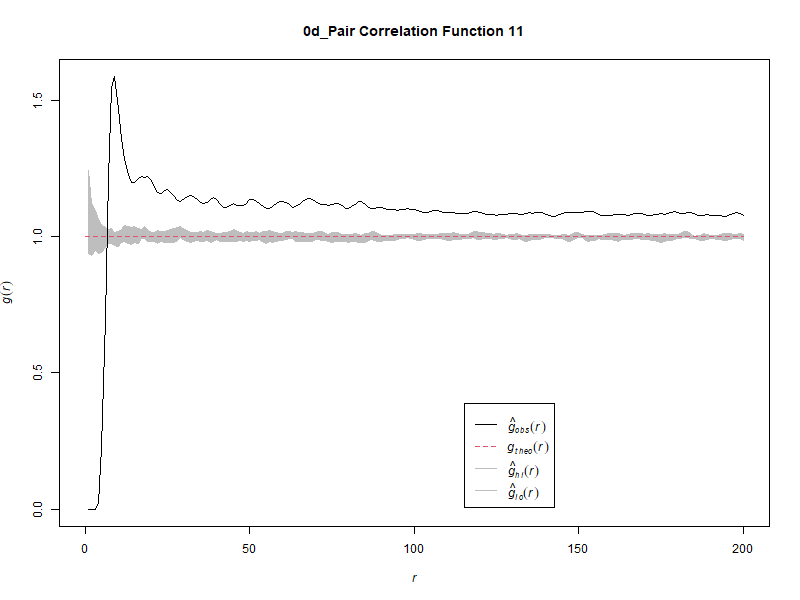 0d_Pair Correlation Function 11
g(r)
1.5
1.0
0.5
0.0
ĝobs(r)
gtheo(r)
ĝhi(r)
ĝlo(r)
0 50 100 150 200
r